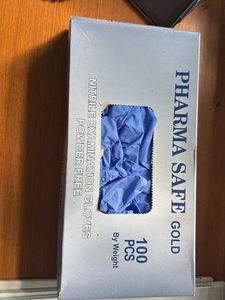 PHARMA SAFE GOLD
100
PCS
By Weight
NITRILE EXAMINATION GLOVES
POWDER FREE